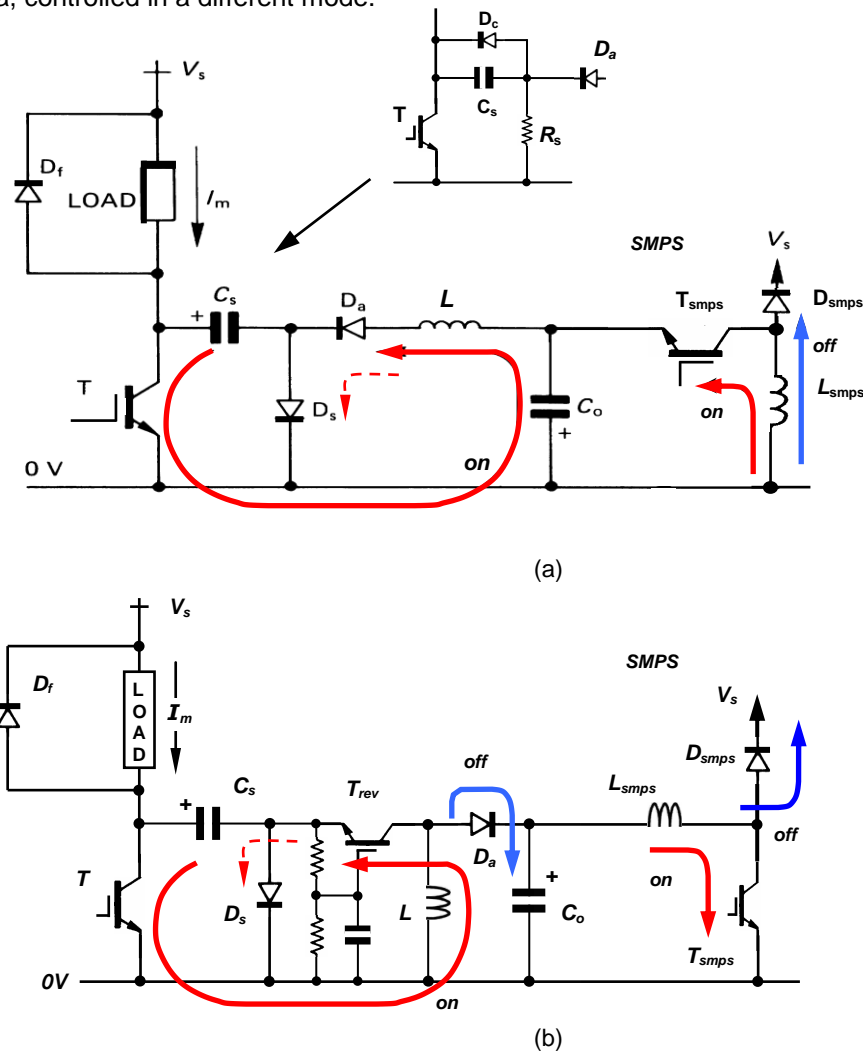 a, controlled in a different mode.
Vs
Df
LOAD
Im
Dc
Da
Cs
T
Rs
SMPS
Vs
Cs
+
Da
L
Tsmps
Dsmps
off
Lsmps
on
T
Ds
Co
+
on
0 V
(a)
Vs
SMPS
Df
LOAD
Im
Vs
Cs
+
Trev
off
Lsmps
Dsmps
off
T
Ds
L
Da
+
Co
on
Tsmps
0V
on
(b)